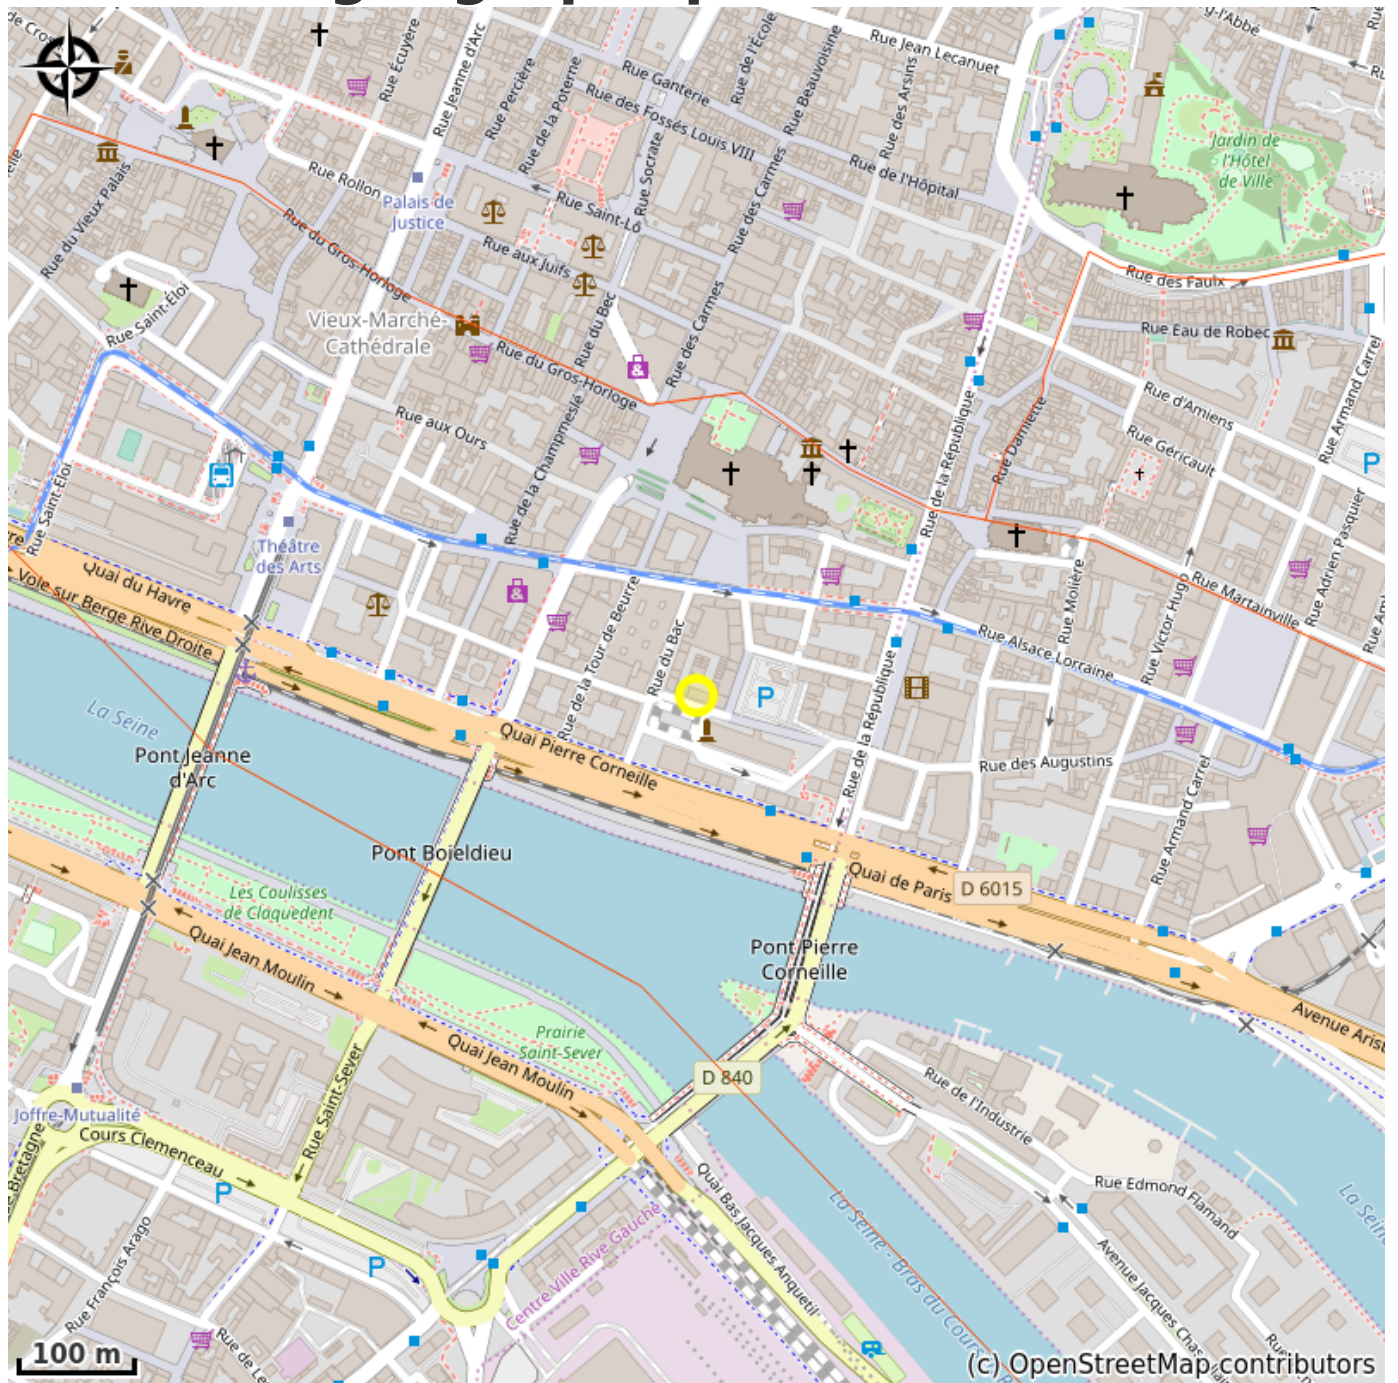 Rue Jean Lecanuet
Rue Écuyère
Rue Jeanne d'Arc
Rue Percière
Rue de la Poterne
Rue Ganterie
Rue de l'École
Rue Beauvoisine
Rue des Arsins
Rue des Fossés Louis VIII
Rue de l'Hôpital
Jardin de
l'Hôtel
de Ville
Rue Rollon
Palais de
Justice
Rue Saint-Lô
Rue Socrate
Rue des Carmes
Rue du Vieux Palais
Rue du Gros-Horloge
Rue aux Juifs
Rue des Carmes
Rue des Faulx
Rue Saint-Éloi
Vieux-Marché-
Cathédrale
Rue du Bec
Rue des Carmes
Rue Eau de Robec
Rue du Gros-Horloge
Rue d'Amiens
Rue Armand Carrel
Rue aux Ours
Rue de la Champmeslé
Rue de la République
Rue Damiette
Rue Géricault
P
Rue Saint-Éloi
Théâtre
des Arts
Rue Adrien Pasquier
Quai du Havre
Voie sur Berge Rive Droite
Rue de la Tour de Beurre
Rue du Bac
Rue Alsace Lorraine
Rue Molière
Rue Victor Hugo
Rue Martainville
La Seine
P
Rue de la République
Pont Jeanne
d'Arc
Quai Pierre Corneille
Rue des Augustins
Rue Armand Carrel
Pont Boieldieu
Quai de Paris
D 6015
Les Coulisses
de Claquedent
Quai Jean Moulin
Pont Pierre
Corneille
Avenue Arist
Prairie
Saint-Sever
Quai Jean Moulin
D 840
Rue de l'Industrie
Joffre-Mutualité
Cours Clemenceau
Rue Saint-Sever
P
Quai Bas Jacques Anquetil
Rue Edmond Flamand
La Seine
La Seine - Bras du Cours
Rue François Arago
P
Centre Ville Rive Gauche
Avenue Jacques Chas
Rue de Le
100 m
(c) OpenStreetMap contributors